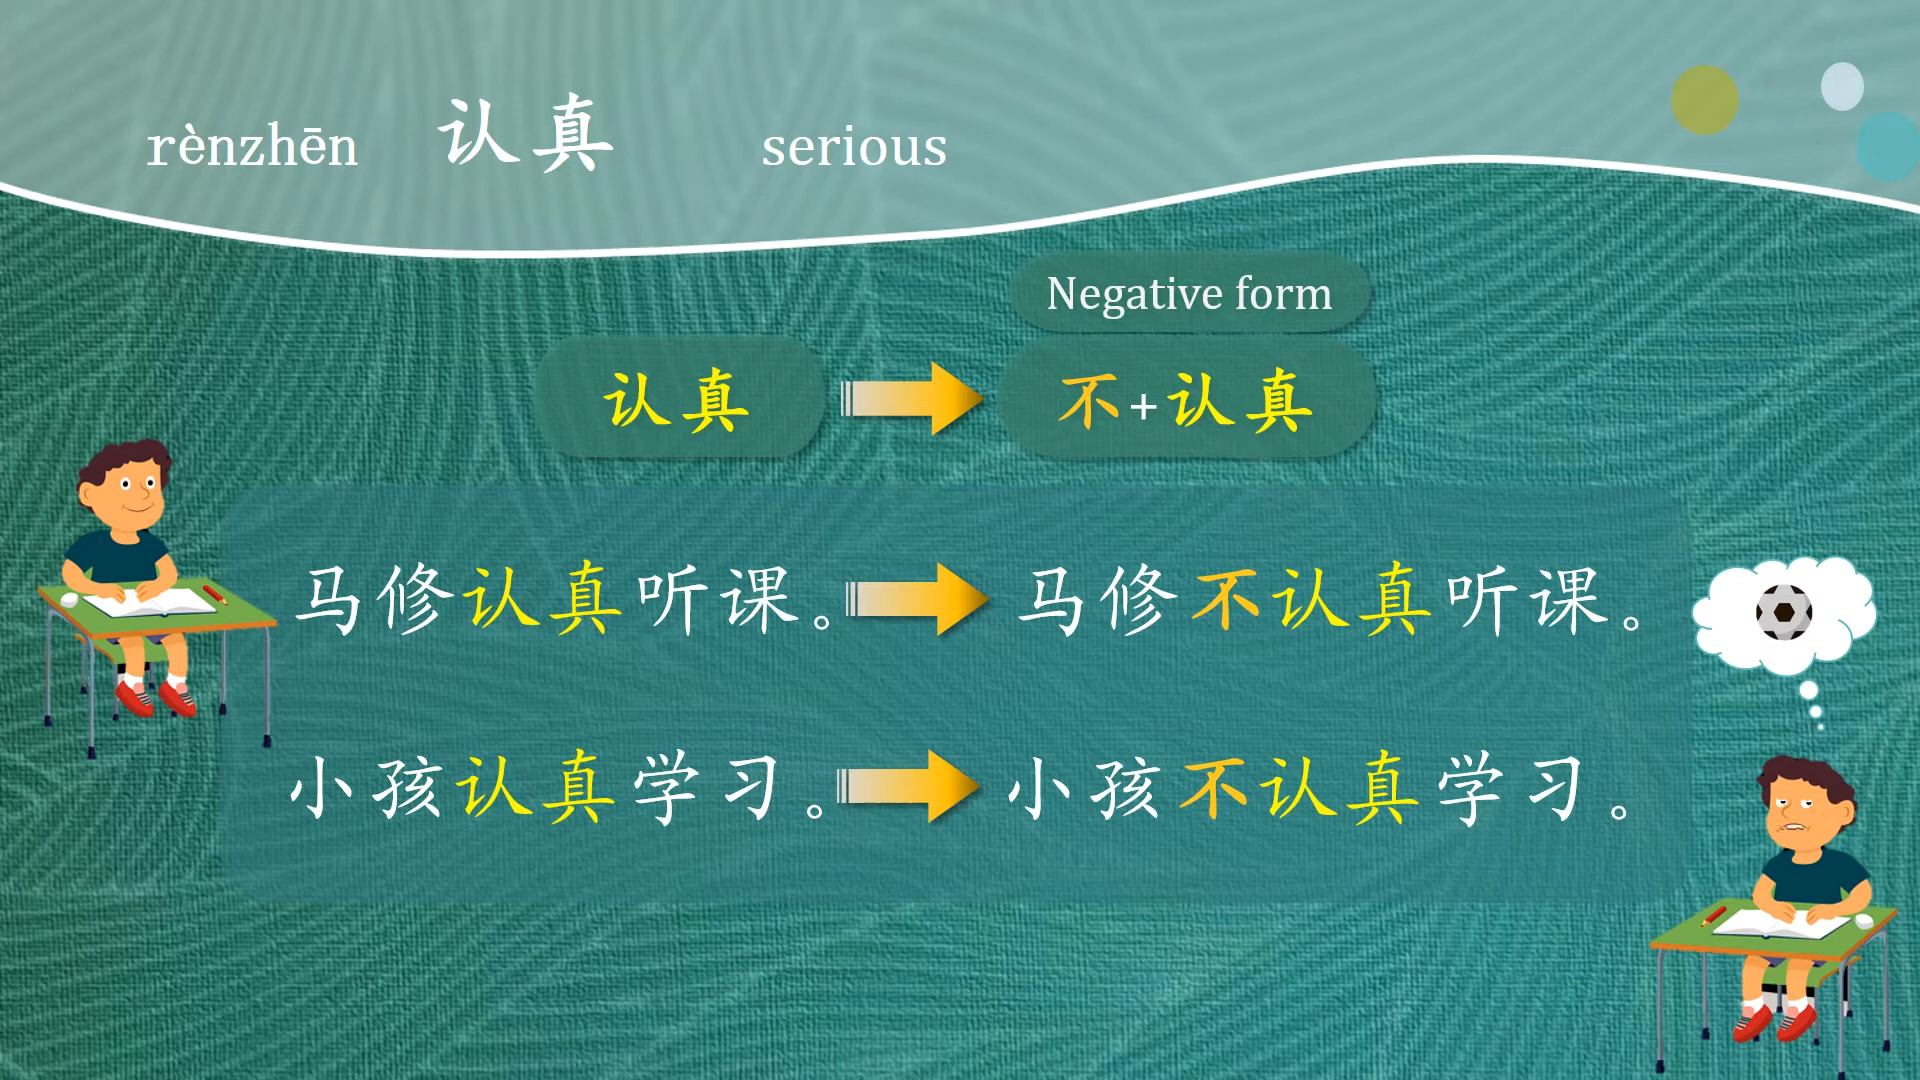 rènzhēn 认真 serious
Negative form
认真 不+认真
马修认真听课。 马修不认真听课。
小孩认真学习。 小孩不认真学习。